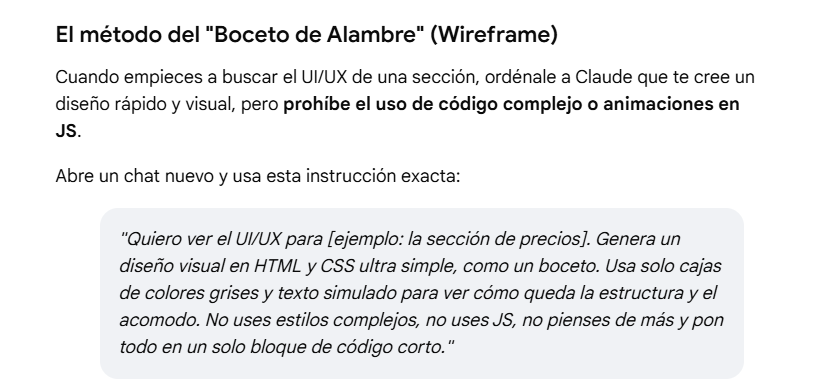 El método del "Boceto de Alambre" (Wireframe)
Cuando empieces a buscar el UI/UX de una sección, ordénale a Claude que te cree un
diseño rápido y visual, pero prohíbe el uso de código complejo o animaciones en
JS.
Abre un chat nuevo y usa esta instrucción exacta:
"Quiero ver el UI/UX para [ejemplo: la sección de precios]. Genera un
diseño visual en HTML y CSS ultra simple, como un boceto. Usa solo cajas
de colores grises y texto simulado para ver cómo queda la estructura y el
acomodo. No uses estilos complejos, no uses JS, no pienses de más y pon
todo en un solo bloque de código corto."